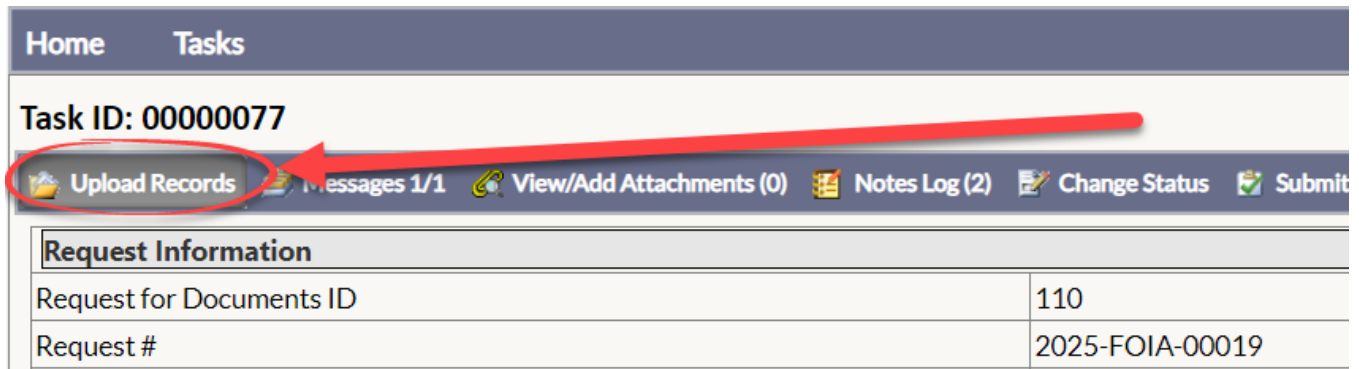 Home Tasks
Task ID: 00000077
Upload Records Messages 1/1 View/Add Attachments (0) Notes Log (2) Change Status Submit
Request Information
Request for Documents ID 110
Request # 2025-FOIA-00019